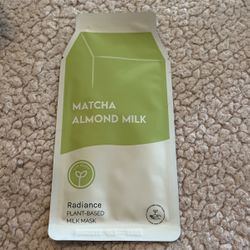 MATCHA
ALMOND MILK
Radiance
PLANT-BASED
MILK MASK